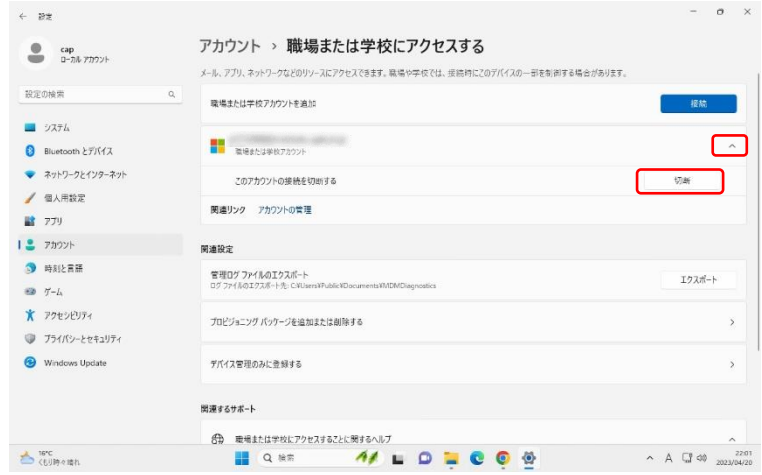 ← 設定
cap
ローカル アカウント
設定の検索
システム
Bluetooth とデバイス
ネットワークとインターネット
個人用設定
アプリ
アカウント
時刻と言語
ゲーム
アクセシビリティ
プライバシーとセキュリティ
Windows Update
アカウント › 職場または学校にアクセスする
メール、アプリ、ネットワークなどのリソースにアクセスできます。職場や学校では、接続時にこのデバイスの一部を制御する場合があります。
職場または学校アカウントを追加
接続
職場または学校アカウント
このアカウントの接続を切断する
切断
関連リンク アカウントの管理
関連設定
管理ログ ファイルのエクスポート
ログ ファイルのエクスポート先: C:¥Users¥Public¥Documents¥MDMDiagnostics
エクスポート
プロビジョニング パッケージを追加または削除する
デバイス管理のみに登録する
関連するサポート
職場または学校にアクセスすることに関するヘルプ
16°C
くもり時々晴れ
検索
A
22:01
2023/04/20